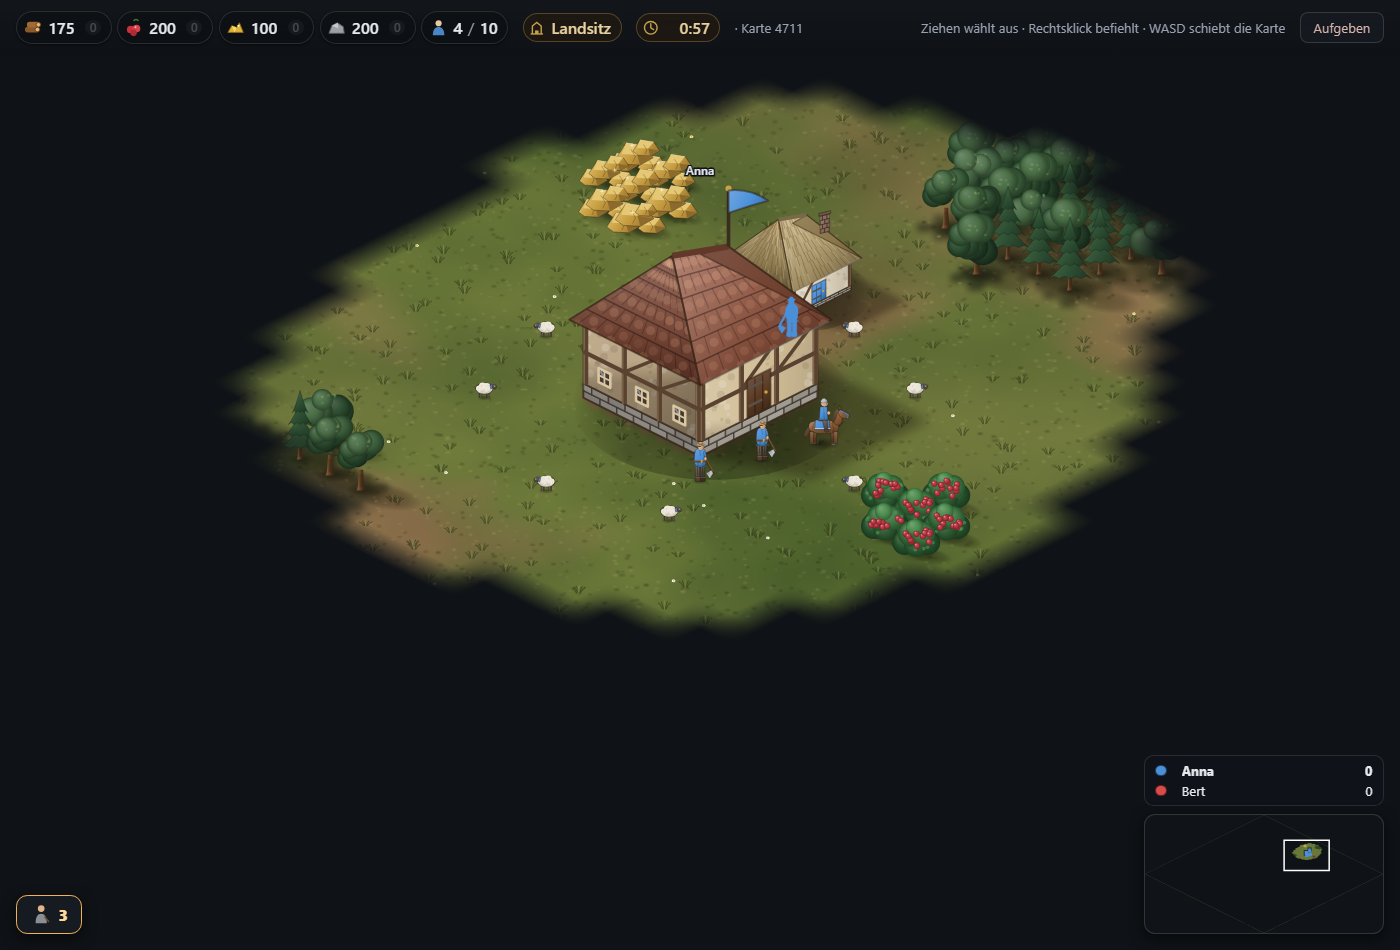 175 0 200 0 100 0 200 0 4 / 10 Landsitz 0:57 · Karte 4711 Ziehen wählt aus · Rechtsklick befiehlt · WASD schiebt die Karte Aufgeben
Anna
Anna 0
Bert 0
3